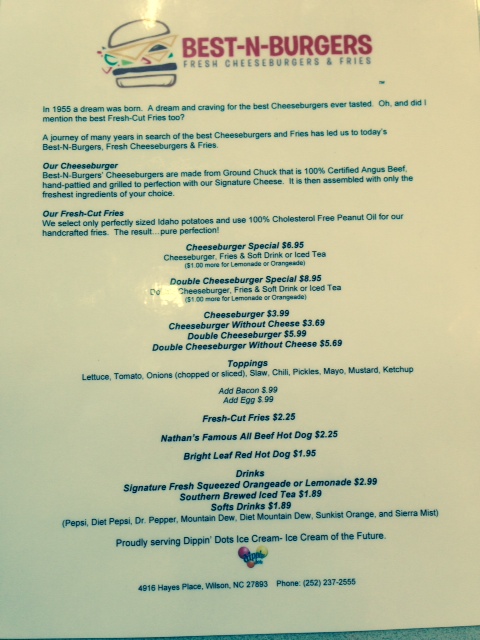 BEST-N-BURGERS
FRESH CHEESEBURGERS & FRIES
TM
In 1955 a dream was born. A dream and craving for the best Cheeseburgers ever tasted. Oh, and did I
mention the best Fresh-Cut Fries too?
A journey of many years in search of the best Cheeseburgers and Fries has led us to today's
Best-N-Burgers, Fresh Cheeseburgers & Fries.
Our Cheeseburger
Best-N-Burgers' Cheeseburgers are made from Ground Chuck that is 100% Certified Angus Beef,
hand-pattied and grilled to perfection with our Signature Cheese. It is then assembled with only the
freshest ingredients of your choice.
Our Fresh-Cut Fries
We select only perfectly sized Idaho potatoes and use 100% Cholesterol Free Peanut Oil for our
handcrafted fries. The result…pure perfection!
Cheeseburger Special $6.95
Cheeseburger, Fries & Soft Drink or Iced Tea
($1.00 more for Lemonade or Orangeade)
Double Cheeseburger Special $8.95
Cheeseburger, Fries & Soft Drink or Iced Tea
($1.00 more for Lemonade or Orangeade)
Cheeseburger $3.99
Cheeseburger Without Cheese $3.69
Double Cheeseburger $5.99
Double Cheeseburger Without Cheese $5.69
Toppings
Lettuce, Tomato, Onions (chopped or sliced), Slaw, Chili, Pickles, Mayo, Mustard, Ketchup
Add Bacon $.99
Add Egg $.99
Fresh-Cut Fries $2.25
Nathan's Famous All Beef Hot Dog $2.25
Bright Leaf Red Hot Dog $1.95
Drinks
Signature Fresh Squeezed Orangeade or Lemonade $2.99
Southern Brewed Iced Tea $1.89
Softs Drinks $1.89
(Pepsi, Diet Pepsi, Dr. Pepper, Mountain Dew, Diet Mountain Dew, Sunkist Orange, and Sierra Mist)
Proudly serving Dippin' Dots Ice Cream- Ice Cream of the Future.
dippin' dots
4916 Hayes Place, Wilson, NC 27893 Phone: (252) 237-2555